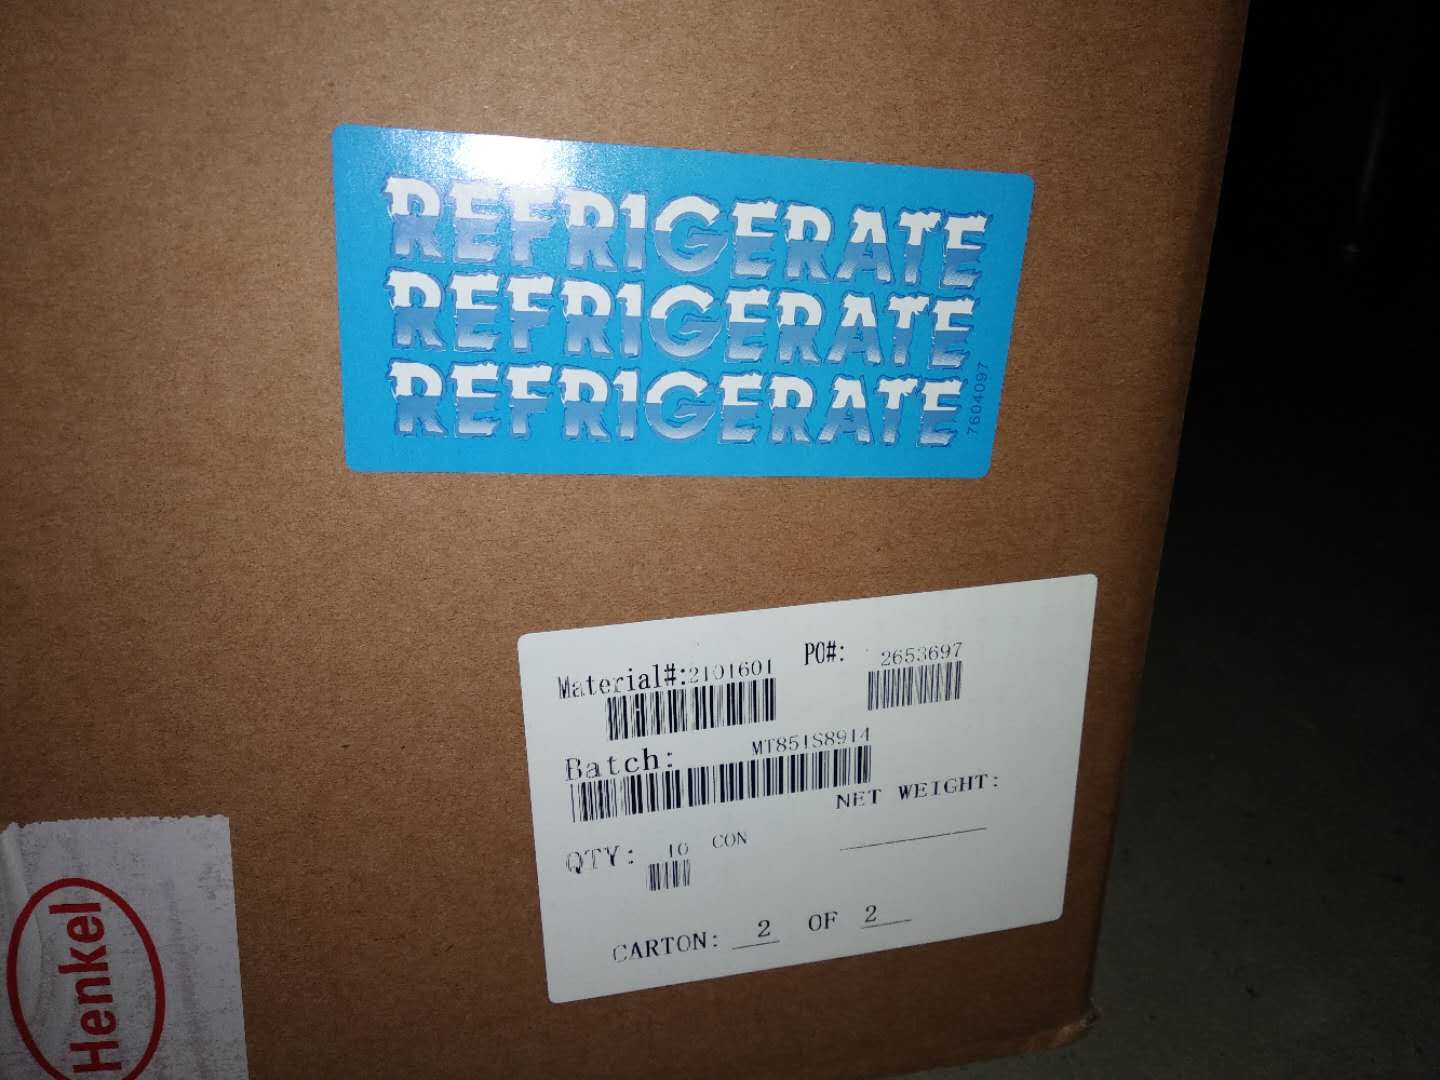 REFRIGERATE
REFRIGERATE
REFRIGERATE
7604097
Material#:2101601 PO#: 2653697
Batch: MT851S8914
NET WEIGHT:
QTY: 10 CON
CARTON: 2 OF 2
Henkel